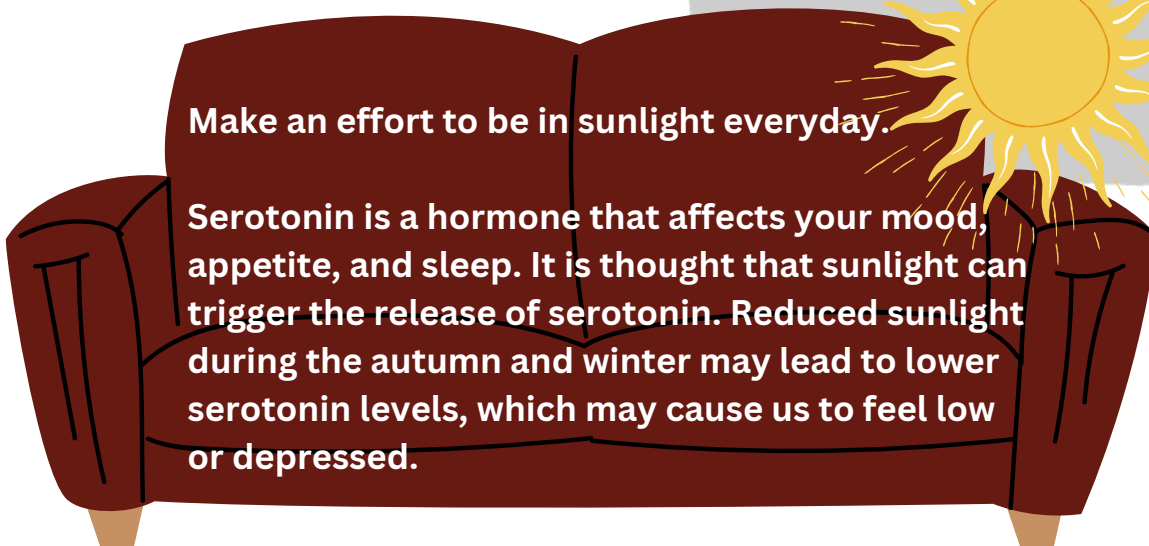 Make an effort to be in sunlight everyday.
Serotonin is a hormone that affects your mood,
appetite, and sleep. It is thought that sunlight can
trigger the release of serotonin. Reduced sunlight
during the autumn and winter may lead to lower
serotonin levels, which may cause us to feel low
or depressed.